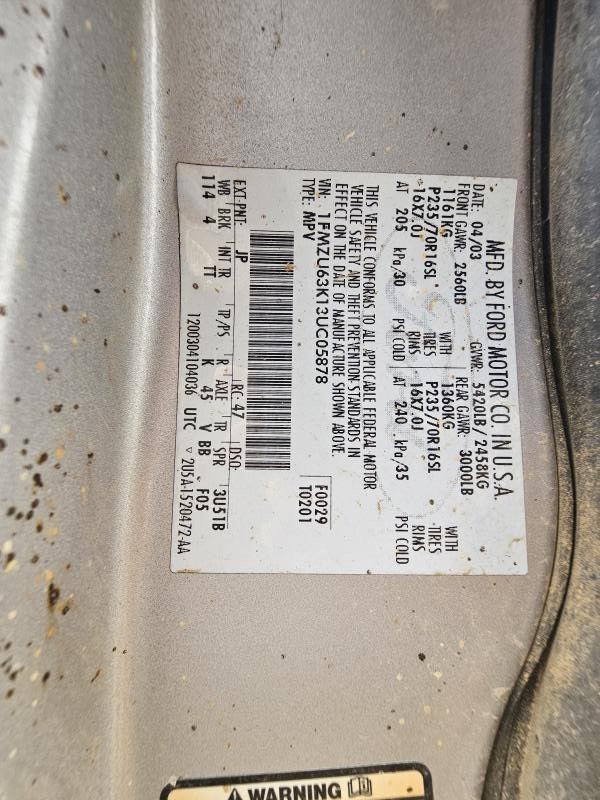 MFD. BY FORD MOTOR CO. IN U.S.A.
DATE: 04/03 GVWR: 5420LB / 2458KG
FRONT GAWR: 2560LB REAR GAWR: 3000LB
1161KG WITH 1360KG WITH
P235/70R16SL TIRES P235/70R16SL TIRES
16X7.0J RIMS 16X7.0J RIMS
AT 205 kPa/30 PSI COLD AT 240 kPa/35 PSI COLD
THIS VEHICLE CONFORMS TO ALL APPLICABLE FEDERAL MOTOR
VEHICLE SAFETY AND THEFT PREVENTION STANDARDS IN
EFFECT ON THE DATE OF MANUFACTURE SHOWN ABOVE.
VIN: 1FMZU63K13UC05878 F0029
TYPE: MPV T0201
EXT PNT: JP RC: 47 DSO:
WB BRK INT TR TP/PS R AXLE TR SPR 3U51B
114 4 TT K 45 V BB F05
1200304104036 UTC ▽ 2U5A-1520472-AA
WARNING